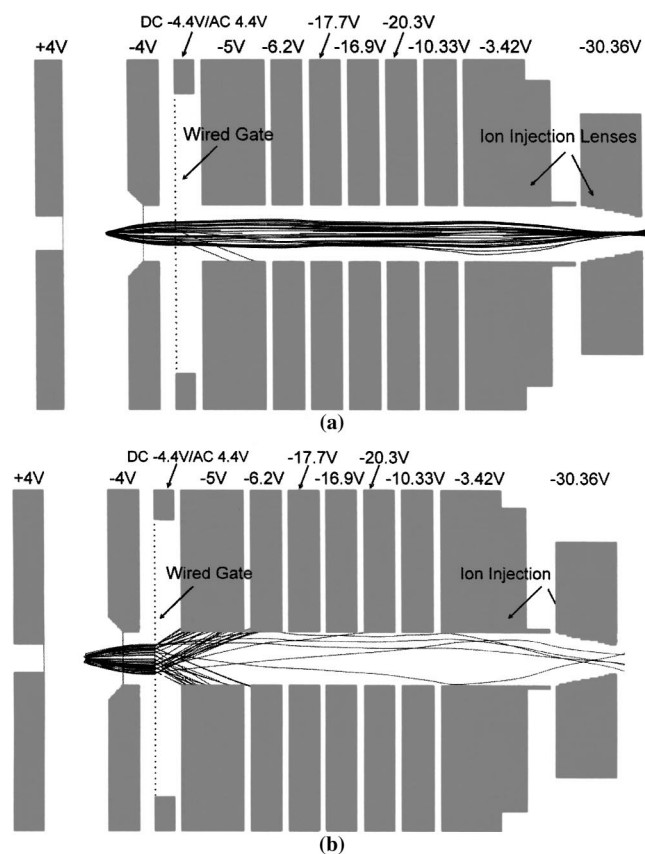 DC -4.4V/AC 4.4V -17.7V -20.3V
+4V -4V -5V -6.2V -16.9V -10.33V -3.42V -30.36V
Wired Gate
Ion Injection Lenses
(a)
DC -4.4V/AC 4.4V -17.7V -20.3V
+4V -4V -5V -6.2V -16.9V -10.33V -3.42V -30.36V
Wired Gate
Ion Injection
(b)